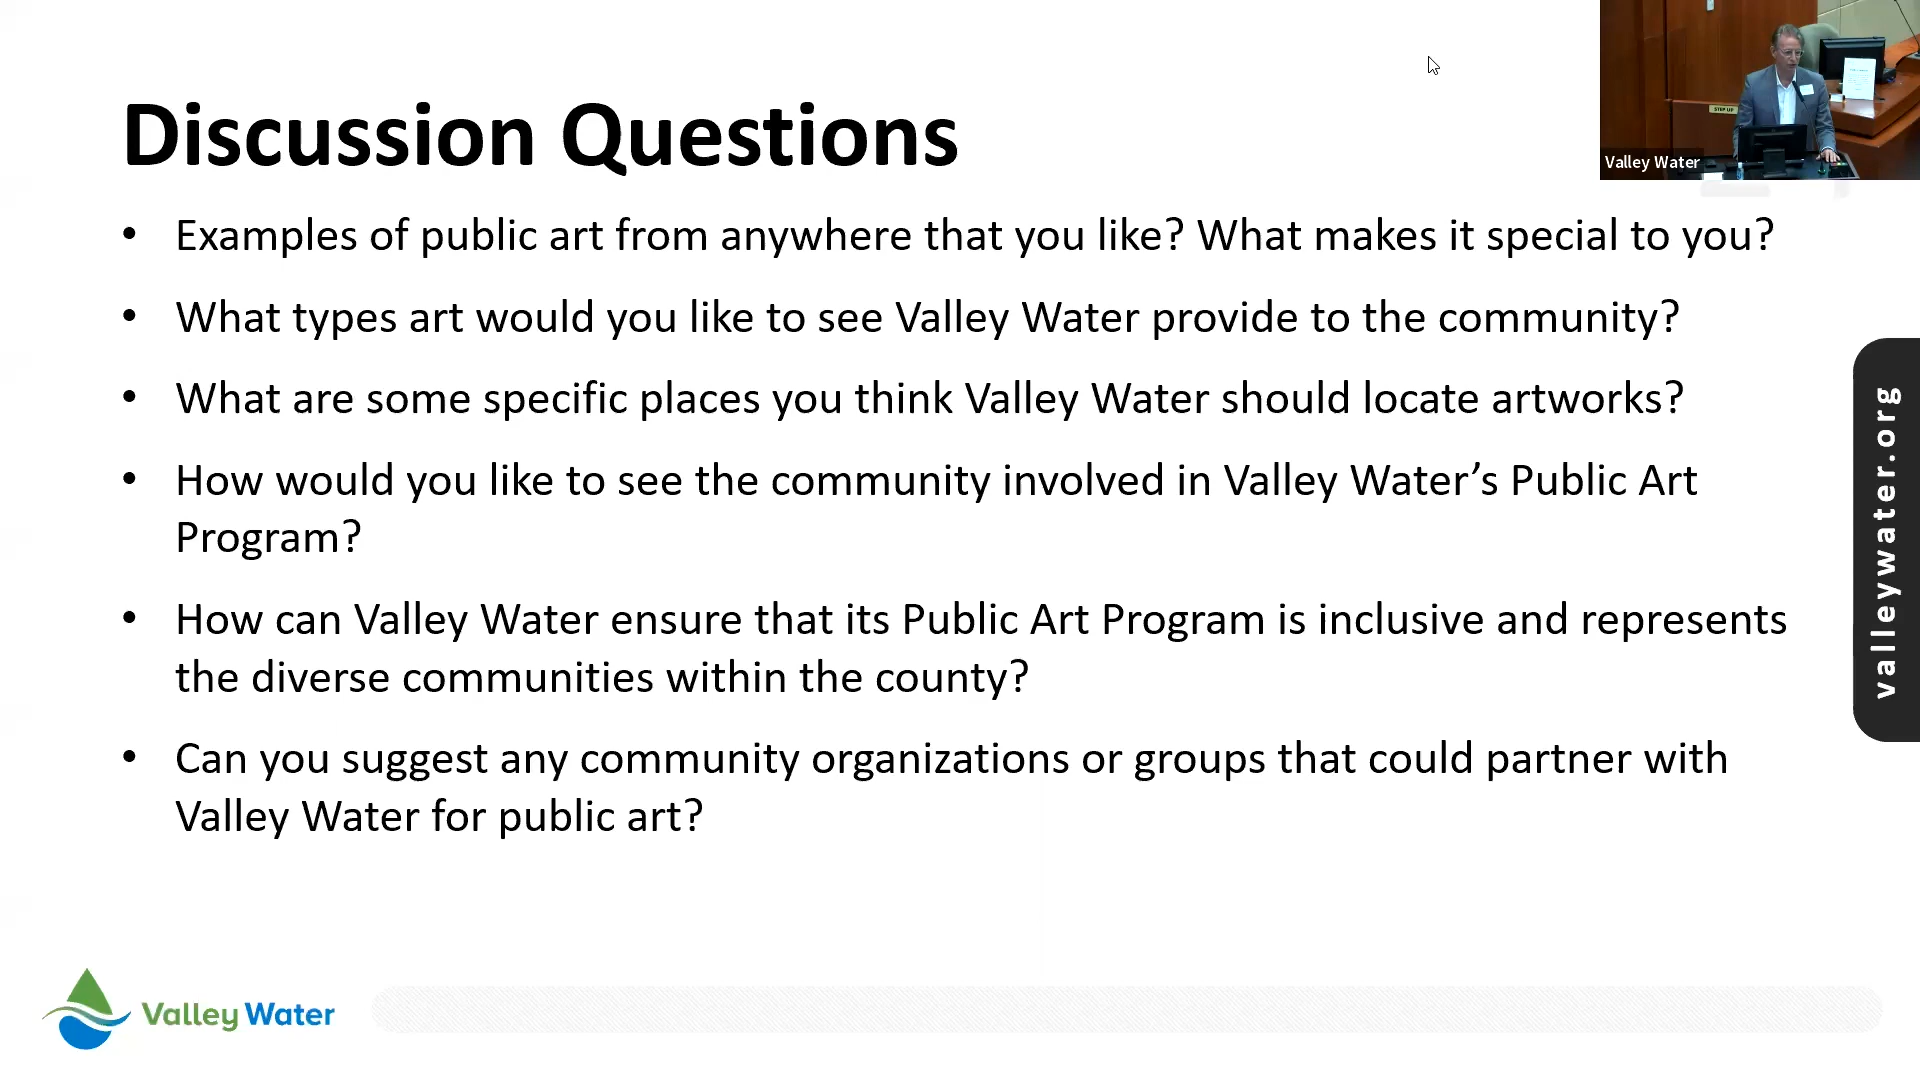 Discussion Questions
• Examples of public art from anywhere that you like? What makes it special to you?
• What types art would you like to see Valley Water provide to the community?
• What are some specific places you think Valley Water should locate artworks?
• How would you like to see the community involved in Valley Water’s Public Art
Program?
• How can Valley Water ensure that its Public Art Program is inclusive and represents
the diverse communities within the county?
• Can you suggest any community organizations or groups that could partner with
Valley Water for public art?
STEP UP
Valley Water
valleywater.org
Valley Water